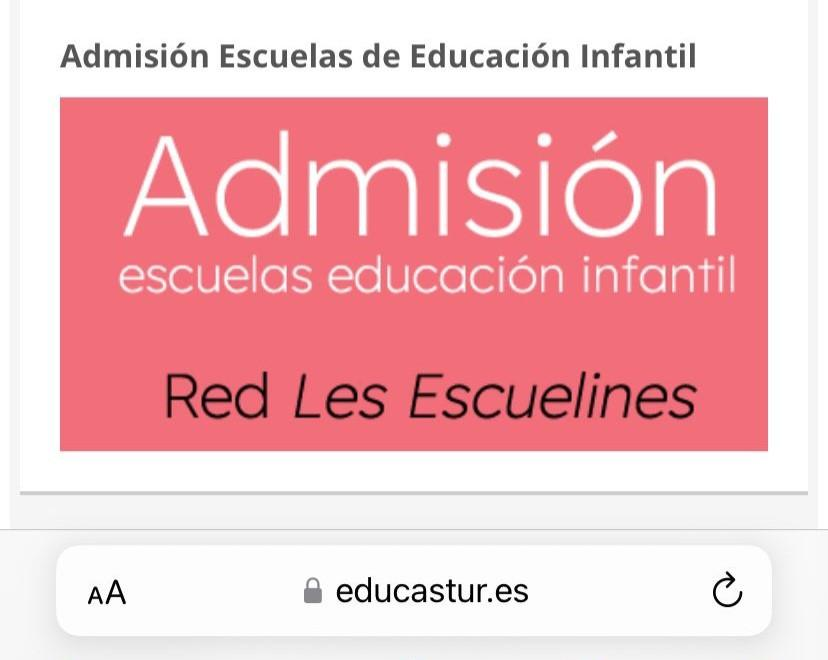 Admisión Escuelas de Educación Infantil
Admisión
escuelas educación infantil
Red Les Escuelines
AA
educastur.es